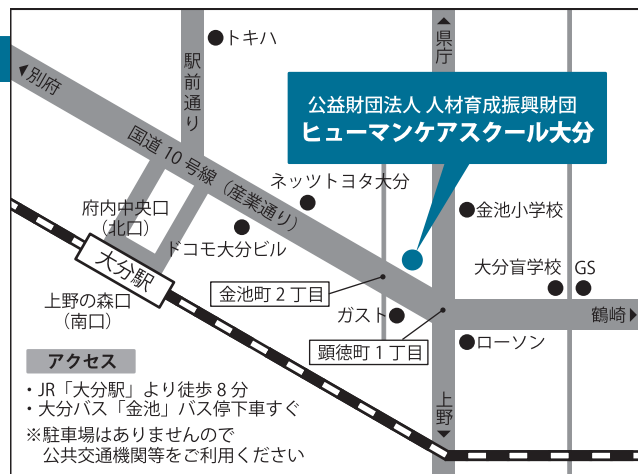 トキハ
▲県庁
駅前通り
◀別府
公益財団法人 人材育成振興財団
ヒューマンケアスクール大分
国道10号線（産業通り）
ネッツトヨタ大分
府内中央口
（北口）
ドコモ大分ビル
金池小学校
大分駅
大分盲学校
GS
上野の森口
（南口）
金池町2丁目
ガスト
鶴崎▶
顕徳町1丁目
ローソン
上野▼
アクセス
・JR「大分駅」より徒歩8分
・大分バス「金池」バス停下車すぐ
※駐車場はありませんので
公共交通機関等をご利用ください